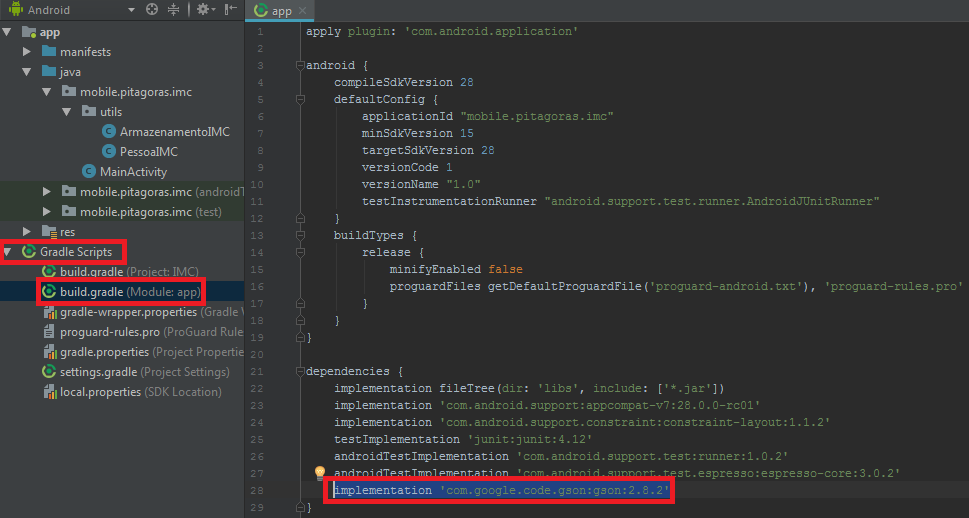 Android
app
manifests
java
mobile.pitagoras.imc
utils
ArmazenamentoIMC
PessoaIMC
MainActivity
mobile.pitagoras.imc (androidT
mobile.pitagoras.imc (test)
res
Gradle Scripts
build.gradle (Project: IMC)
build.gradle (Module: app)
gradle-wrapper.properties (Gradle W
proguard-rules.pro (ProGuard Rule
gradle.properties (Project Propertie
settings.gradle (Project Settings)
local.properties (SDK Location)
app
1 apply plugin: 'com.android.application'
2
3 android {
4 compileSdkVersion 28
5 defaultConfig {
6 applicationId "mobile.pitagoras.imc"
7 minSdkVersion 15
8 targetSdkVersion 28
9 versionCode 1
10 versionName "1.0"
11 testInstrumentationRunner "android.support.test.runner.AndroidJUnitRunner"
12 }
13 buildTypes {
14 release {
15 minifyEnabled false
16 proguardFiles getDefaultProguardFile('proguard-android.txt'), 'proguard-rules.pro'
17 }
18 }
19 }
20
21 dependencies {
22 implementation fileTree(dir: 'libs', include: ['*.jar'])
23 implementation 'com.android.support:appcompat-v7:28.0.0-rc01'
24 implementation 'com.android.support.constraint:constraint-layout:1.1.2'
25 testImplementation 'junit:junit:4.12'
26 androidTestImplementation 'com.android.support.test:runner:1.0.2'
27 androidTestImplementation 'com.android.support.test.espresso:espresso-core:3.0.2'
28 implementation 'com.google.code.gson:gson:2.8.2'
29 }